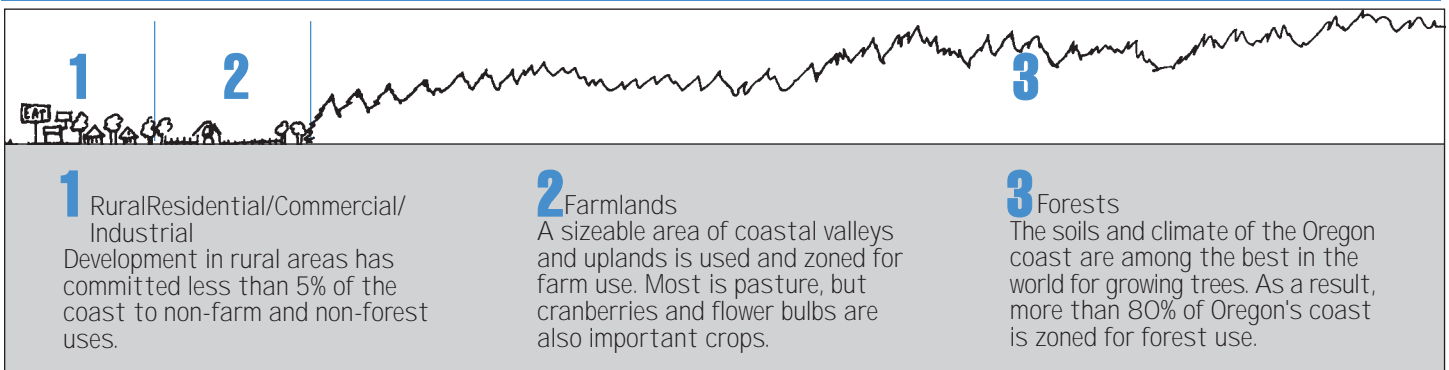 1
2
3
EAT
1 RuralResidential/Commercial/
Industrial
Development in rural areas has
committed less than 5% of the
coast to non-farm and non-forest
uses.
2 Farmlands
A sizeable area of coastal valleys
and uplands is used and zoned for
farm use. Most is pasture, but
cranberries and flower bulbs are
also important crops.
3 Forests
The soils and climate of the Oregon
coast are among the best in the
world for growing trees. As a result,
more than 80% of Oregon's coast
is zoned for forest use.